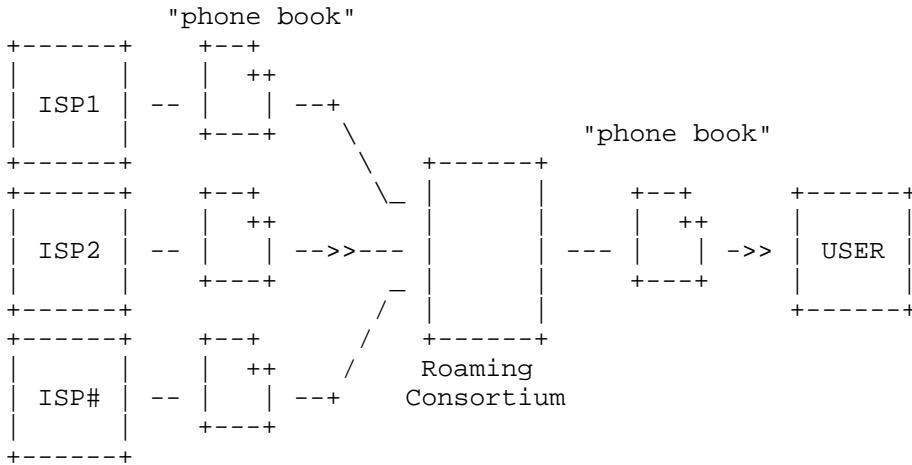 "phone book"
ISP1
"phone book"
ISP2
USER
ISP#
Roaming
Consortium